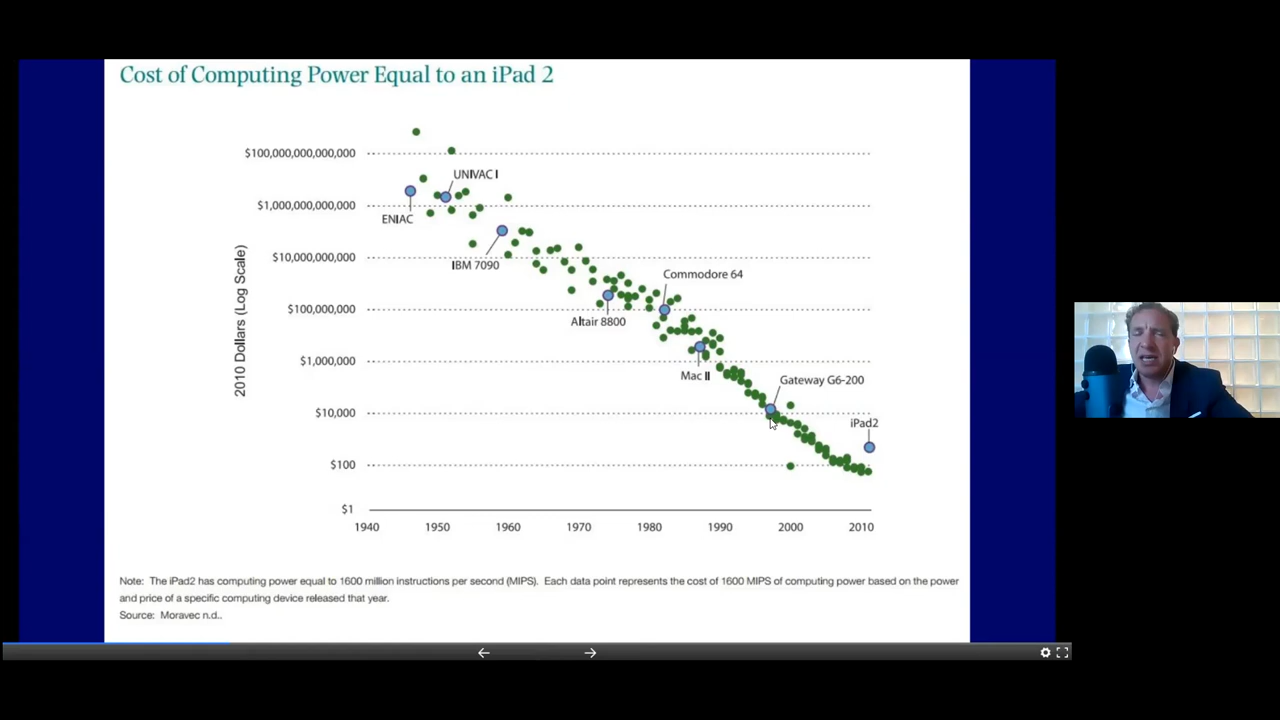 Cost of Computing Power Equal to an iPad 2
2010 Dollars (Log Scale)
$100,000,000,000,000
$1,000,000,000,000
$10,000,000,000
$100,000,000
$1,000,000
$10,000
$100
$1
UNIVAC I
ENIAC
IBM 7090
Commodore 64
Altair 8800
Mac II
Gateway G6-200
iPad2
1940
1950
1960
1970
1980
1990
2000
2010
Note: The iPad2 has computing power equal to 1600 million instructions per second (MIPS). Each data point represents the cost of 1600 MIPS of computing power based on the power
and price of a specific computing device released that year.
Source: Moravec n.d..